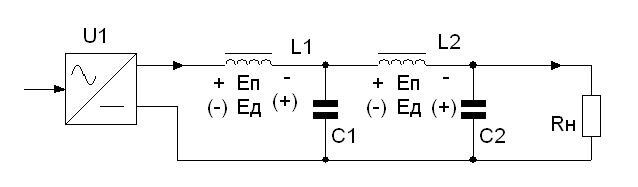 U1
L1
L2
+ Eп - + Eп -
(-) Eд (+) (-) Eд (+)
C1 C2 Rн